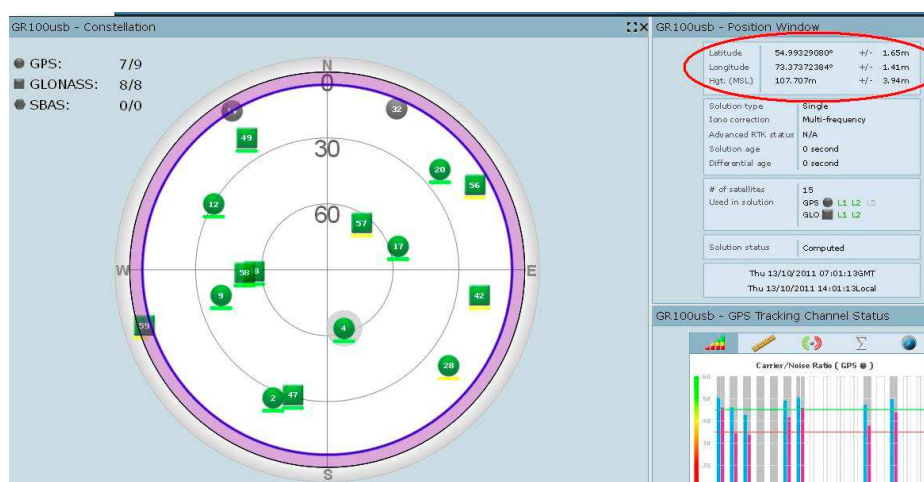 GR100usb - Constellation
GPS: 7/9
GLONASS: 8/8
SBAS: 0/0
N
0
32
49
30
20
56
12
60
57
17
W
58
8
E
9
42
59
4
28
2
47
S
GR100usb - Position Window
Latitude 54.99329080° +/- 1.65m
Longitude 73.37372384° +/- 1.41m
Hgt. (MSL) 107.707m +/- 3.94m
Solution type Single
Iono correction Multi-frequency
Advanced RTK status N/A
Solution age 0 second
Differential age 0 second
# of satellites 15
Used in solution GPS L1 L2 L5
GLO L1 L2
Solution status Computed
Thu 13/10/2011 07:01:13GMT
Thu 13/10/2011 14:01:13Local
GR100usb - GPS Tracking Channel Status
Σ
Carrier/Noise Ratio ( GPS )
60
50
40
30
20